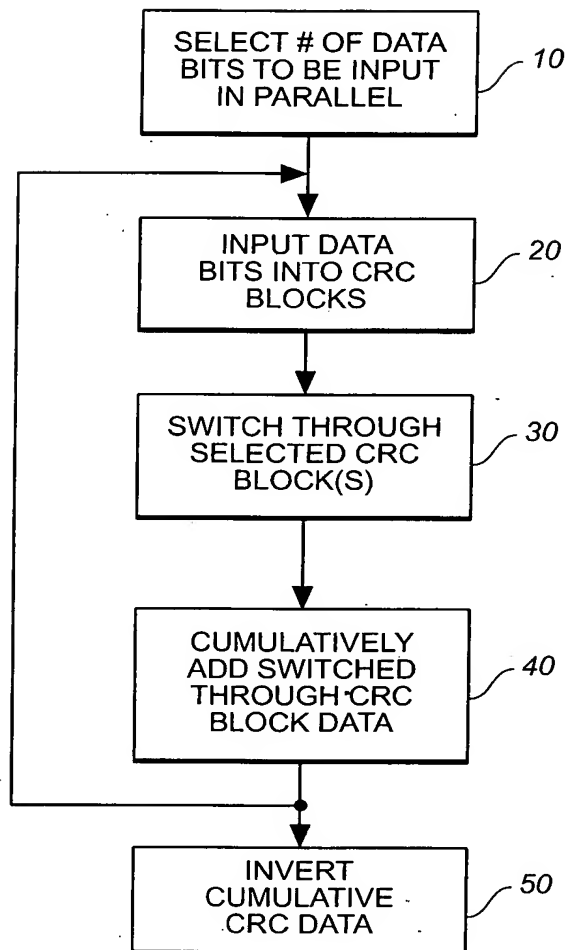 SELECT # OF DATA
BITS TO BE INPUT
IN PARALLEL
10
INPUT DATA
BITS INTO CRC
BLOCKS
20
SWITCH THROUGH
SELECTED CRC
BLOCK(S)
30
CUMULATIVELY
ADD SWITCHED
THROUGH CRC
BLOCK DATA
40
INVERT
CUMULATIVE
CRC DATA
50